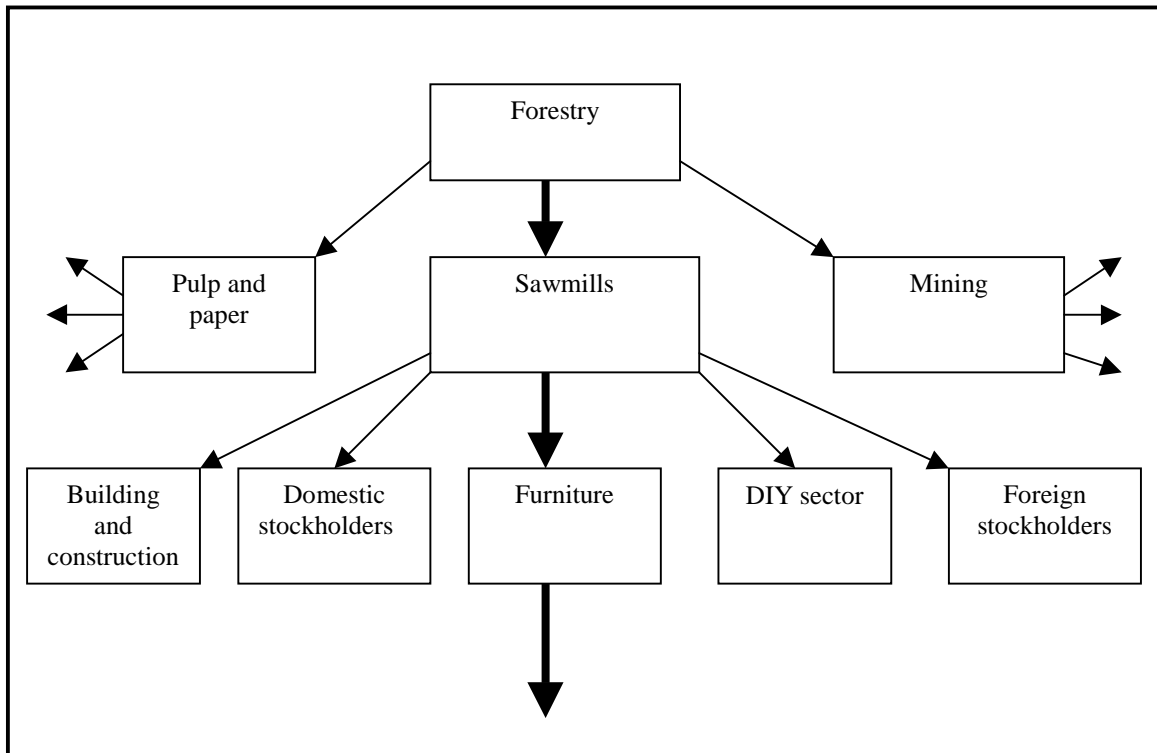 Forestry
Pulp and
paper
Sawmills
Mining
Building
and
construction
Domestic
stockholders
Furniture
DIY sector
Foreign
stockholders